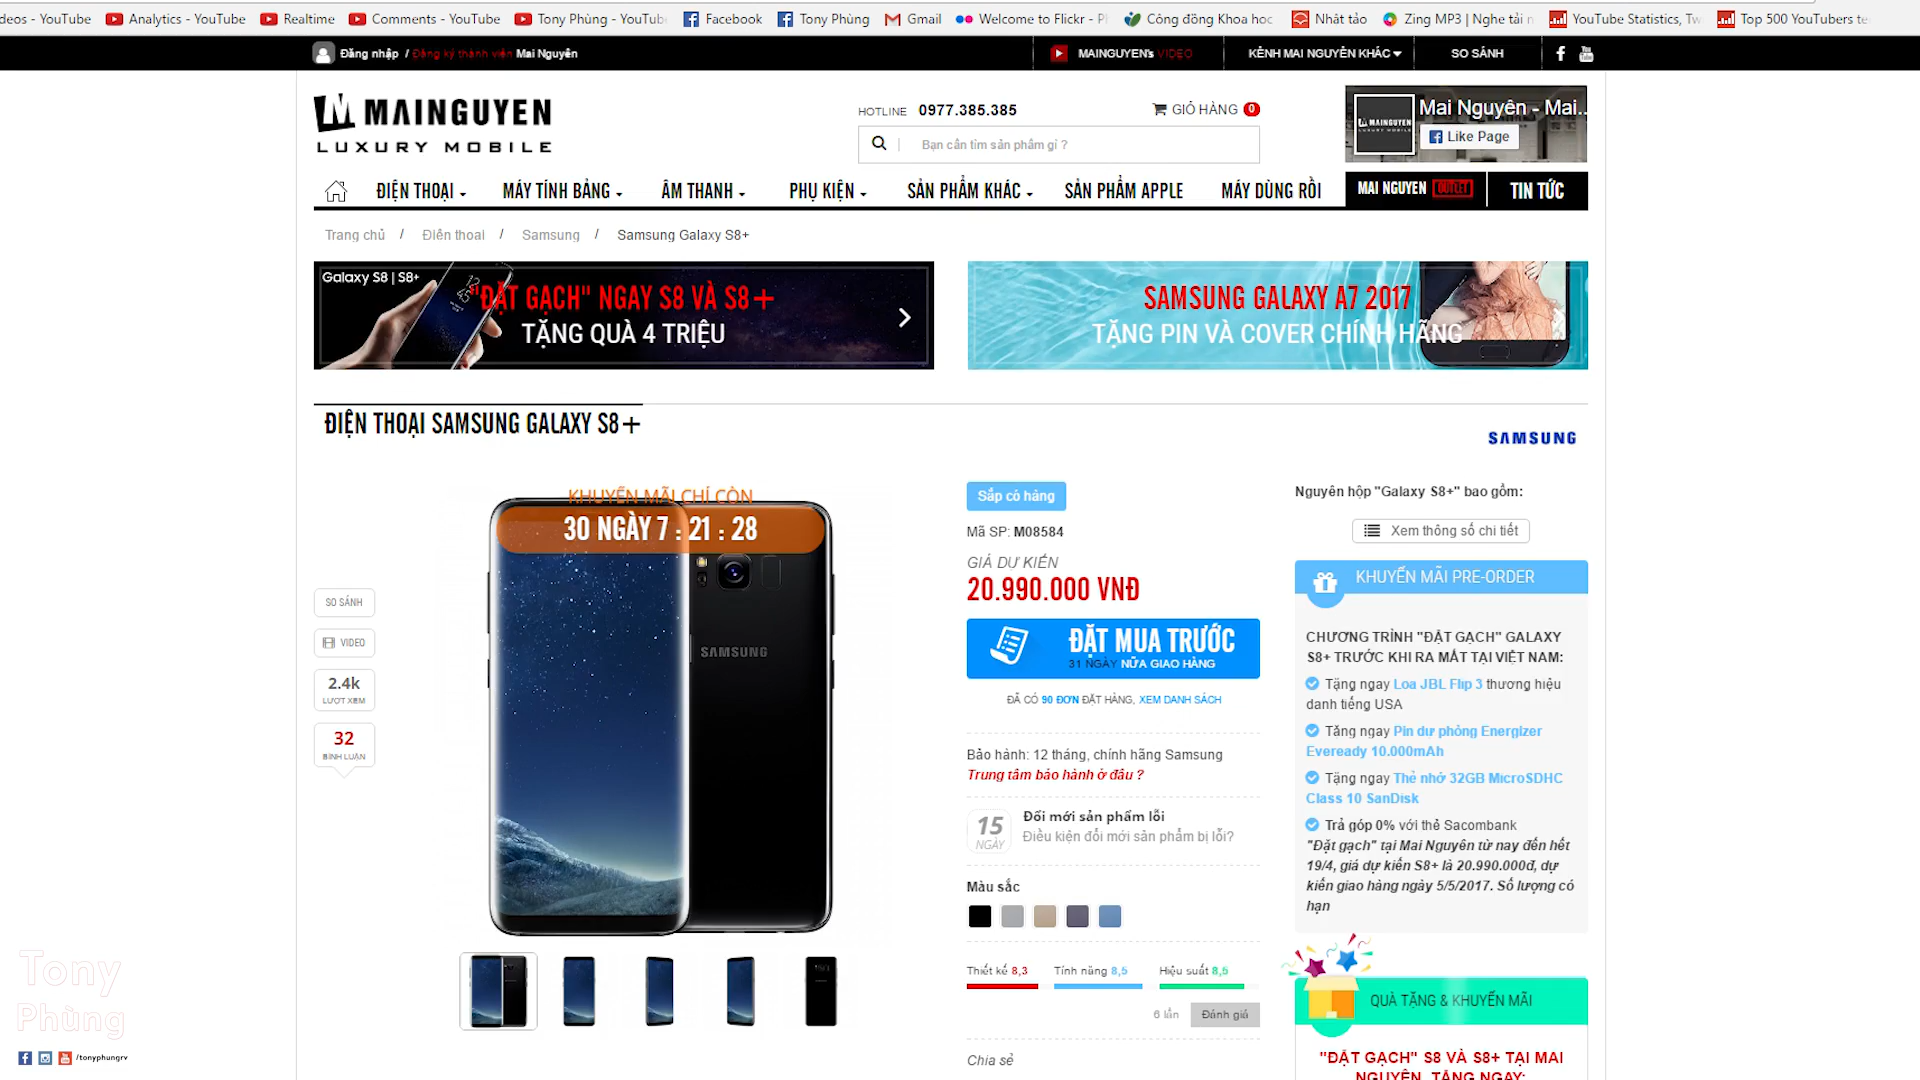 deos - YouTube
Analytics - YouTube
Realtime
Comments - YouTube
Tony Phùng - YouTub
Facebook
Tony Phùng
Gmail
Welcome to Flickr - P
Công đồng Khoa học
Nhật tảo
Zing MP3 | Nghe tải n
YouTube Statistics, Tw
Top 500 YouTubers te
Đăng nhập / Đăng ký thành viên Mai Nguyên
MAINGUYEN's VIDEO
KÊNH MAI NGUYÊN KHÁC
SO SÁNH
MAINGUYEN
LUXURY MOBILE
HOTLINE 0977.385.385
GIỎ HÀNG 0
Bạn cần tìm sản phẩm gì ?
Mai Nguyên - Mai...
Like Page
ĐIỆN THOẠI
MÁY TÍNH BẢNG
ÂM THANH
PHỤ KIỆN
SẢN PHẨM KHÁC
SẢN PHẨM APPLE
MÁY DÙNG RỒI
MAI NGUYEN OUTLET
TIN TỨC
Trang chủ / Điện thoại / Samsung / Samsung Galaxy S8+
Galaxy S8 | S8+
"ĐẶT GẠCH" NGAY S8 VÀ S8+
TẶNG QUÀ 4 TRIỆU
SAMSUNG GALAXY A7 2017
TẶNG PIN VÀ COVER CHÍNH HÃNG
ĐIỆN THOẠI SAMSUNG GALAXY S8+
SAMSUNG
KHUYẾN MÃI CHỈ CÒN
30 NGÀY 7 : 21 : 28
SAMSUNG
SO SÁNH
VIDEO
2.4k
LƯỢT XEM
32
BÌNH LUẬN
Sắp có hàng
Mã SP: M08584
GIÁ DỰ KIẾN
20.990.000 VNĐ
ĐẶT MUA TRƯỚC
31 NGÀY NỮA GIAO HÀNG
ĐÃ CÓ 90 ĐƠN ĐẶT HÀNG, XEM DANH SÁCH
Bảo hành: 12 tháng, chính hãng Samsung
Trung tâm bảo hành ở đâu ?
15
NGÀY
Đổi mới sản phẩm lỗi
Điều kiện đổi mới sản phẩm bị lỗi?
Màu sắc
Thiết kế 8,3
Tính năng 8,5
Hiệu suất 8,5
6 lần
Đánh giá
Chia sẻ
Nguyên hộp "Galaxy S8+" bao gồm:
Xem thông số chi tiết
KHUYẾN MÃI PRE-ORDER
CHƯƠNG TRÌNH "ĐẶT GẠCH" GALAXY
S8+ TRƯỚC KHI RA MẮT TẠI VIỆT NAM:
Tặng ngay Loa JBL Flip 3 thương hiệu
danh tiếng USA
Tặng ngay Pin dự phòng Energizer
Eveready 10.000mAh
Tặng ngay Thẻ nhớ 32GB MicroSDHC
Class 10 SanDisk
Trả góp 0% với thẻ Sacombank
"Đặt gạch" tại Mai Nguyên từ nay đến hết
19/4, giá dự kiến S8+ là 20.990.000đ, dự
kiến giao hàng ngày 5/5/2017. Số lượng có
hạn
QUÀ TẶNG & KHUYẾN MÃI
"ĐẶT GẠCH" S8 VÀ S8+ TẠI MAI
NGUYÊN, TẶNG NGAY:
Tony
Phùng
/tonyphungrv